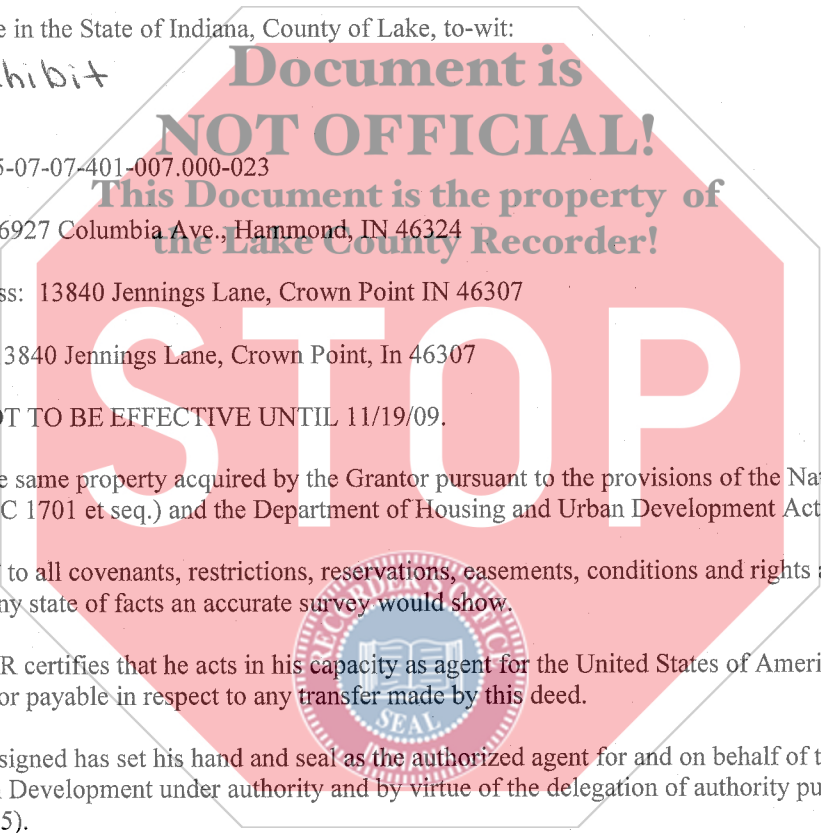 e in the State of Indiana, County of Lake, to-wit:
Document is
hibit
NOT OFFICIAL!
5-07-07-401-007.000-023
This Document is the property of
6927 Columbia Ave., Hammond, IN 46324
the Lake County Recorder!
ss: 13840 Jennings Lane, Crown Point IN 46307
3840 Jennings Lane, Crown Point, In 46307
STOP
OT TO BE EFFECTIVE UNTIL 11/19/09.
e same property acquired by the Grantor pursuant to the provisions of the Na
C 1701 et seq.) and the Department of Housing and Urban Development Act
to all covenants, restrictions, reservations, easements, conditions and rights a
ny state of facts an accurate survey would show.
RECORDER'S OFFIC
R certifies that he acts in his capacity as agent for the United States of Ameri
or payable in respect to any transfer made by this deed.
SEAL
signed has set his hand and seal as the authorized agent for and on behalf of t
n Development under authority and by virtue of the delegation of authority pu
5).